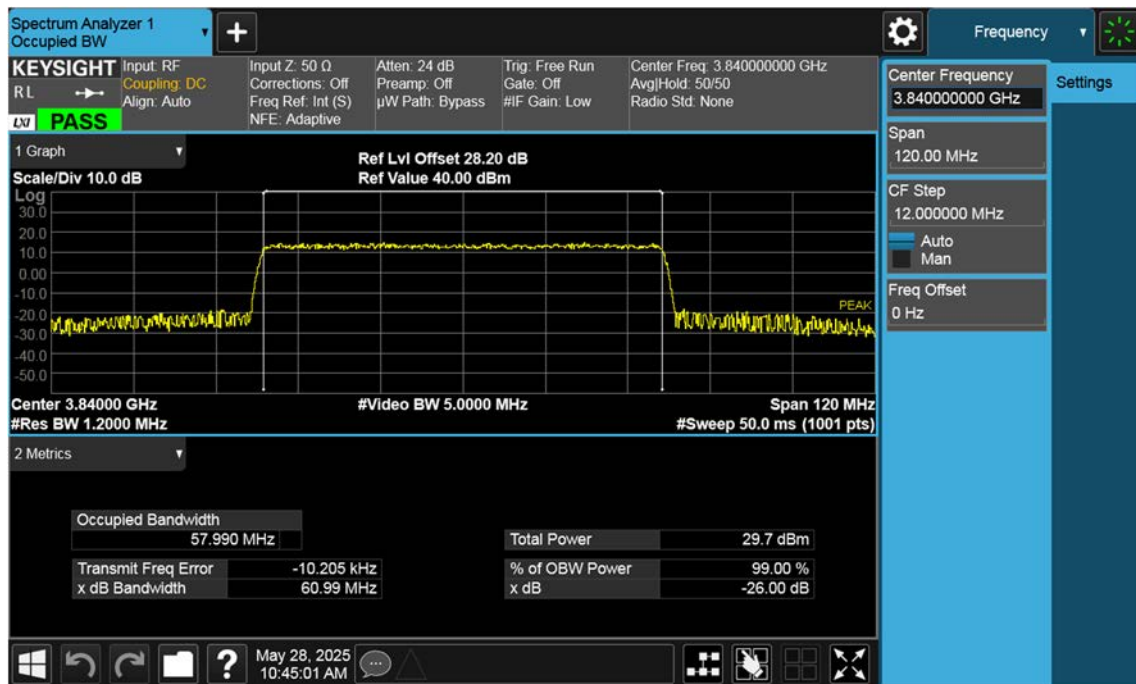 Spectrum Analyzer 1
Occupied BW
+
Frequency
KEYSIGHT
R L
LXI PASS
Input: RF
Coupling: DC
Align: Auto
Input Z: 50 Ω
Corrections: Off
Freq Ref: Int (S)
NFE: Adaptive
Atten: 24 dB
Preamp: Off
µW Path: Bypass
Trig: Free Run
Gate: Off
#IF Gain: Low
Center Freq: 3.840000000 GHz
Avg|Hold: 50/50
Radio Std: None
Center Frequency
3.840000000 GHz
Settings
Span
120.00 MHz
CF Step
12.000000 MHz
Auto
Man
Freq Offset
0 Hz
1 Graph
Scale/Div 10.0 dB
Ref Lvl Offset 28.20 dB
Ref Value 40.00 dBm
Log
30.0
20.0
10.0
0.00
-10.0
-20.0
-30.0
-40.0
-50.0
PEAK
Center 3.84000 GHz
#Video BW 5.0000 MHz
Span 120 MHz
#Res BW 1.2000 MHz
#Sweep 50.0 ms (1001 pts)
2 Metrics
Occupied Bandwidth
57.990 MHz
Total Power 29.7 dBm
Transmit Freq Error -10.205 kHz
% of OBW Power 99.00 %
x dB Bandwidth 60.99 MHz
x dB -26.00 dB
?
May 28, 2025
10:45:01 AM